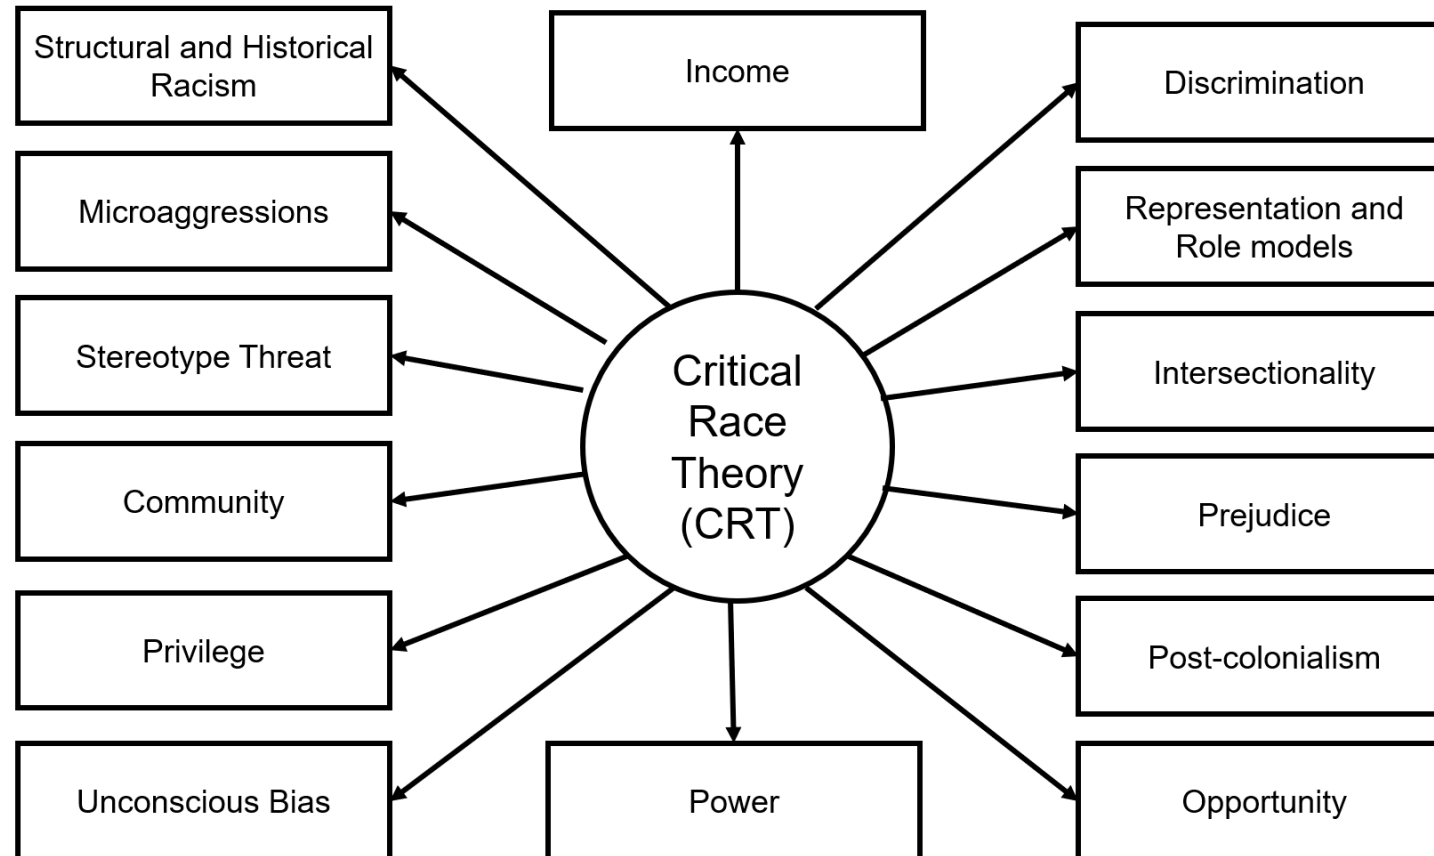 Structural and Historical
Racism
Income
Discrimination
Microaggressions
Representation and
Role models
Stereotype Threat
Critical
Race
Theory
(CRT)
Intersectionality
Community
Prejudice
Privilege
Post-colonialism
Unconscious Bias
Power
Opportunity